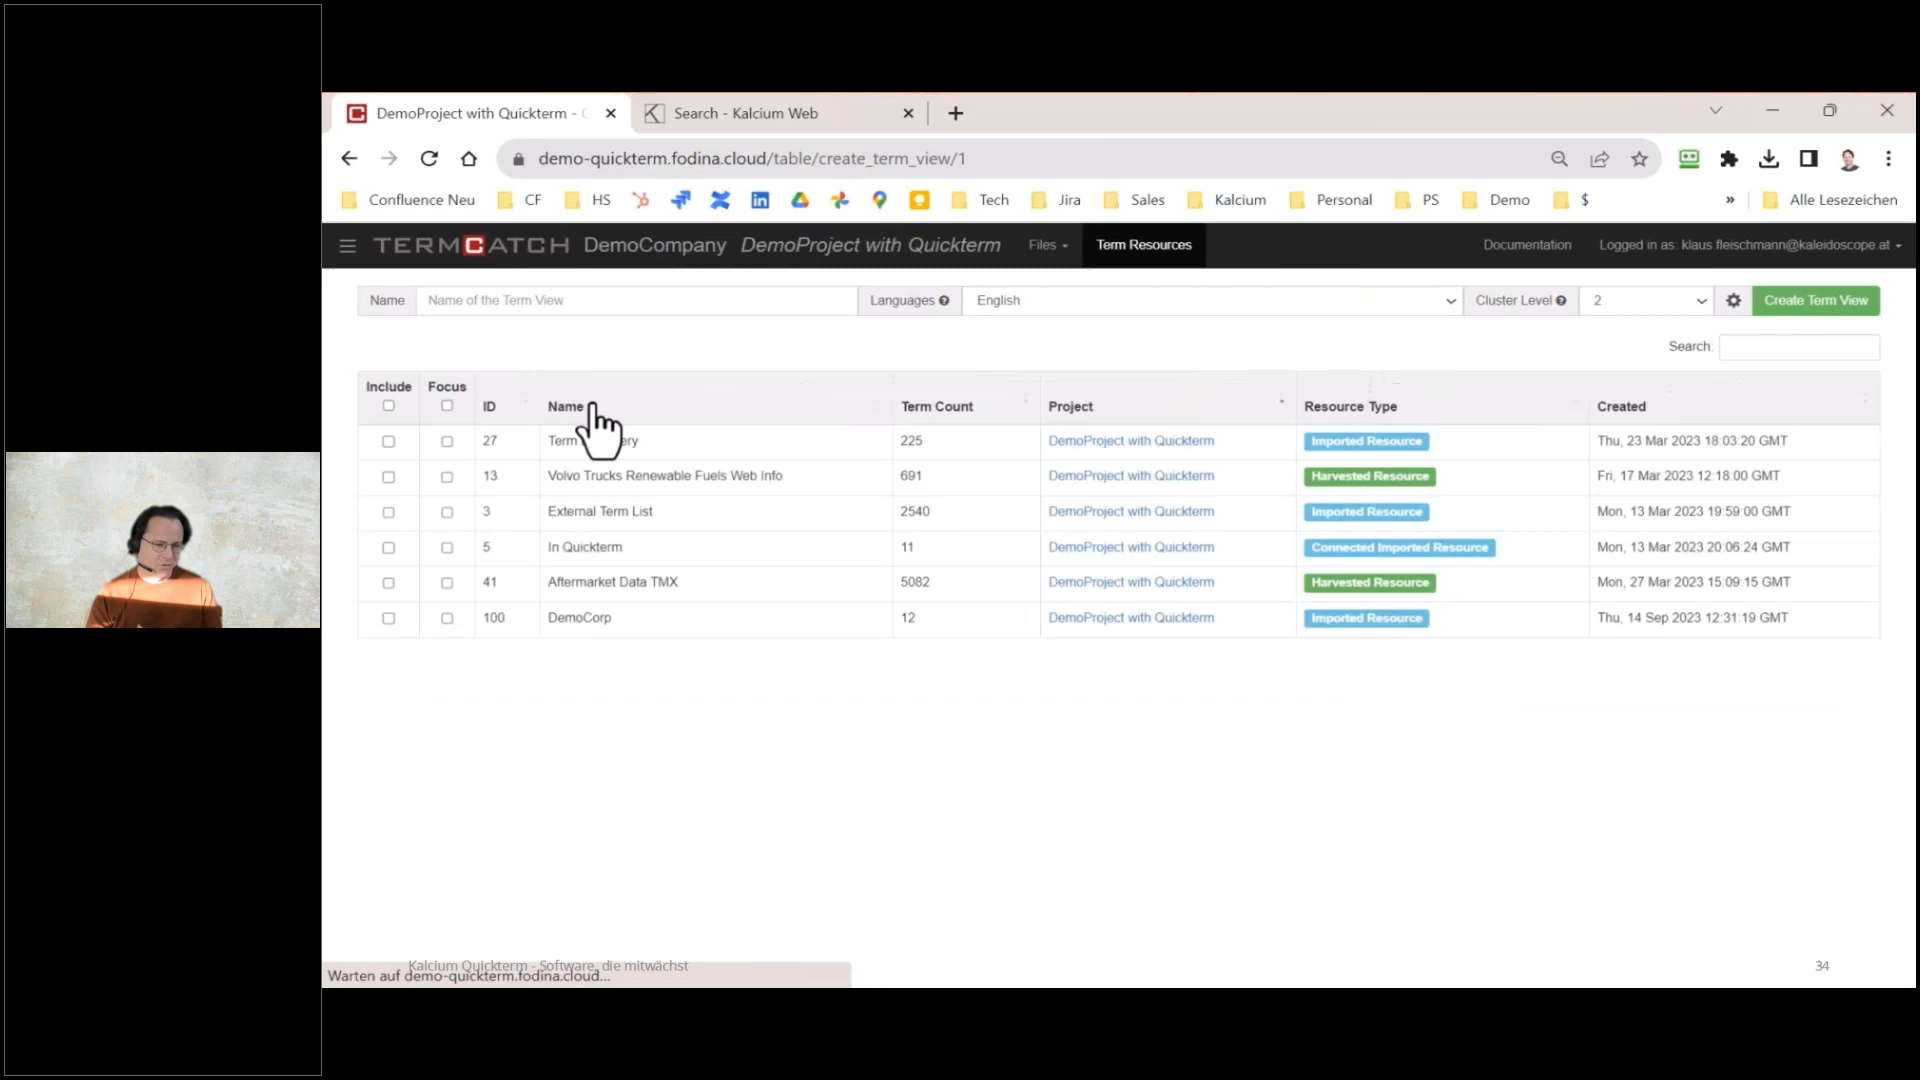 DemoProject with Quickterm -
Search - Kalcium Web
demo-quickterm.fodina.cloud/table/create_term_view/1
Confluence Neu CF HS Tech Jira Sales Kalcium Personal PS Demo $ » Alle Lesezeichen
TERMCATCH DemoCompany DemoProject with Quickterm Files Term Resources Documentation Logged in as: klaus.fleischmann@kaleidoscope.at
Name Name of the Term View Languages English Cluster Level 2 Create Term View
Search:
Include Focus ID Name Term Count Project Resource Type Created
27 Term 225 DemoProject with Quickterm Imported Resource Thu, 23 Mar 2023 18:03:20 GMT
13 Volvo Trucks Renewable Fuels Web Info 691 DemoProject with Quickterm Harvested Resource Fri, 17 Mar 2023 12:18:00 GMT
3 External Term List 2540 DemoProject with Quickterm Imported Resource Mon, 13 Mar 2023 19:59:00 GMT
5 In Quickterm 11 DemoProject with Quickterm Connected Imported Resource Mon, 13 Mar 2023 20:06:24 GMT
41 Aftermarket Data TMX 5082 DemoProject with Quickterm Harvested Resource Mon, 27 Mar 2023 15:09:15 GMT
100 DemoCorp 12 DemoProject with Quickterm Imported Resource Thu, 14 Sep 2023 12:31:19 GMT
Kalcium Quickterm - Software, die mitwächst 34
Warten auf demo-quickterm.fodina.cloud...